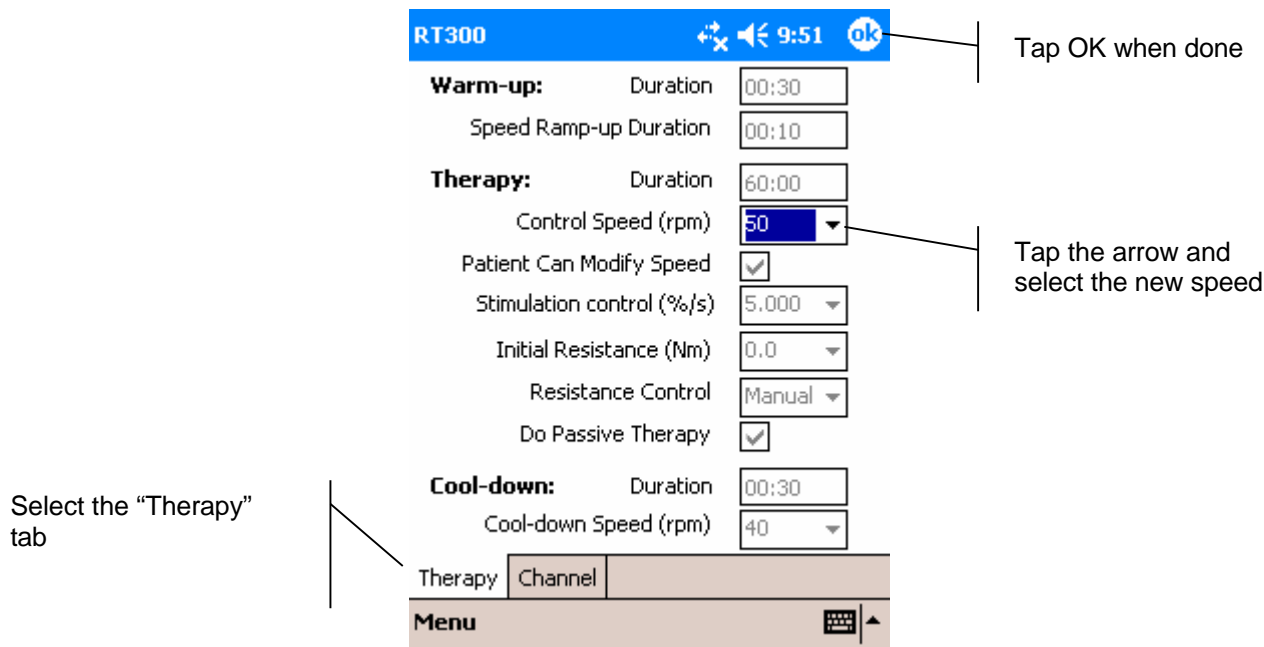 RT300 9:51 ok
Tap OK when done
Warm-up: Duration 00:30
Speed Ramp-up Duration 00:10
Therapy: Duration 60:00
Control Speed (rpm) 50
Tap the arrow and
select the new speed
Patient Can Modify Speed
Stimulation control (%/s) 5.000
Initial Resistance (Nm) 0.0
Resistance Control Manual
Do Passive Therapy
Cool-down: Duration 00:30
Cool-down Speed (rpm) 40
Select the “Therapy”
tab
Therapy Channel
Menu